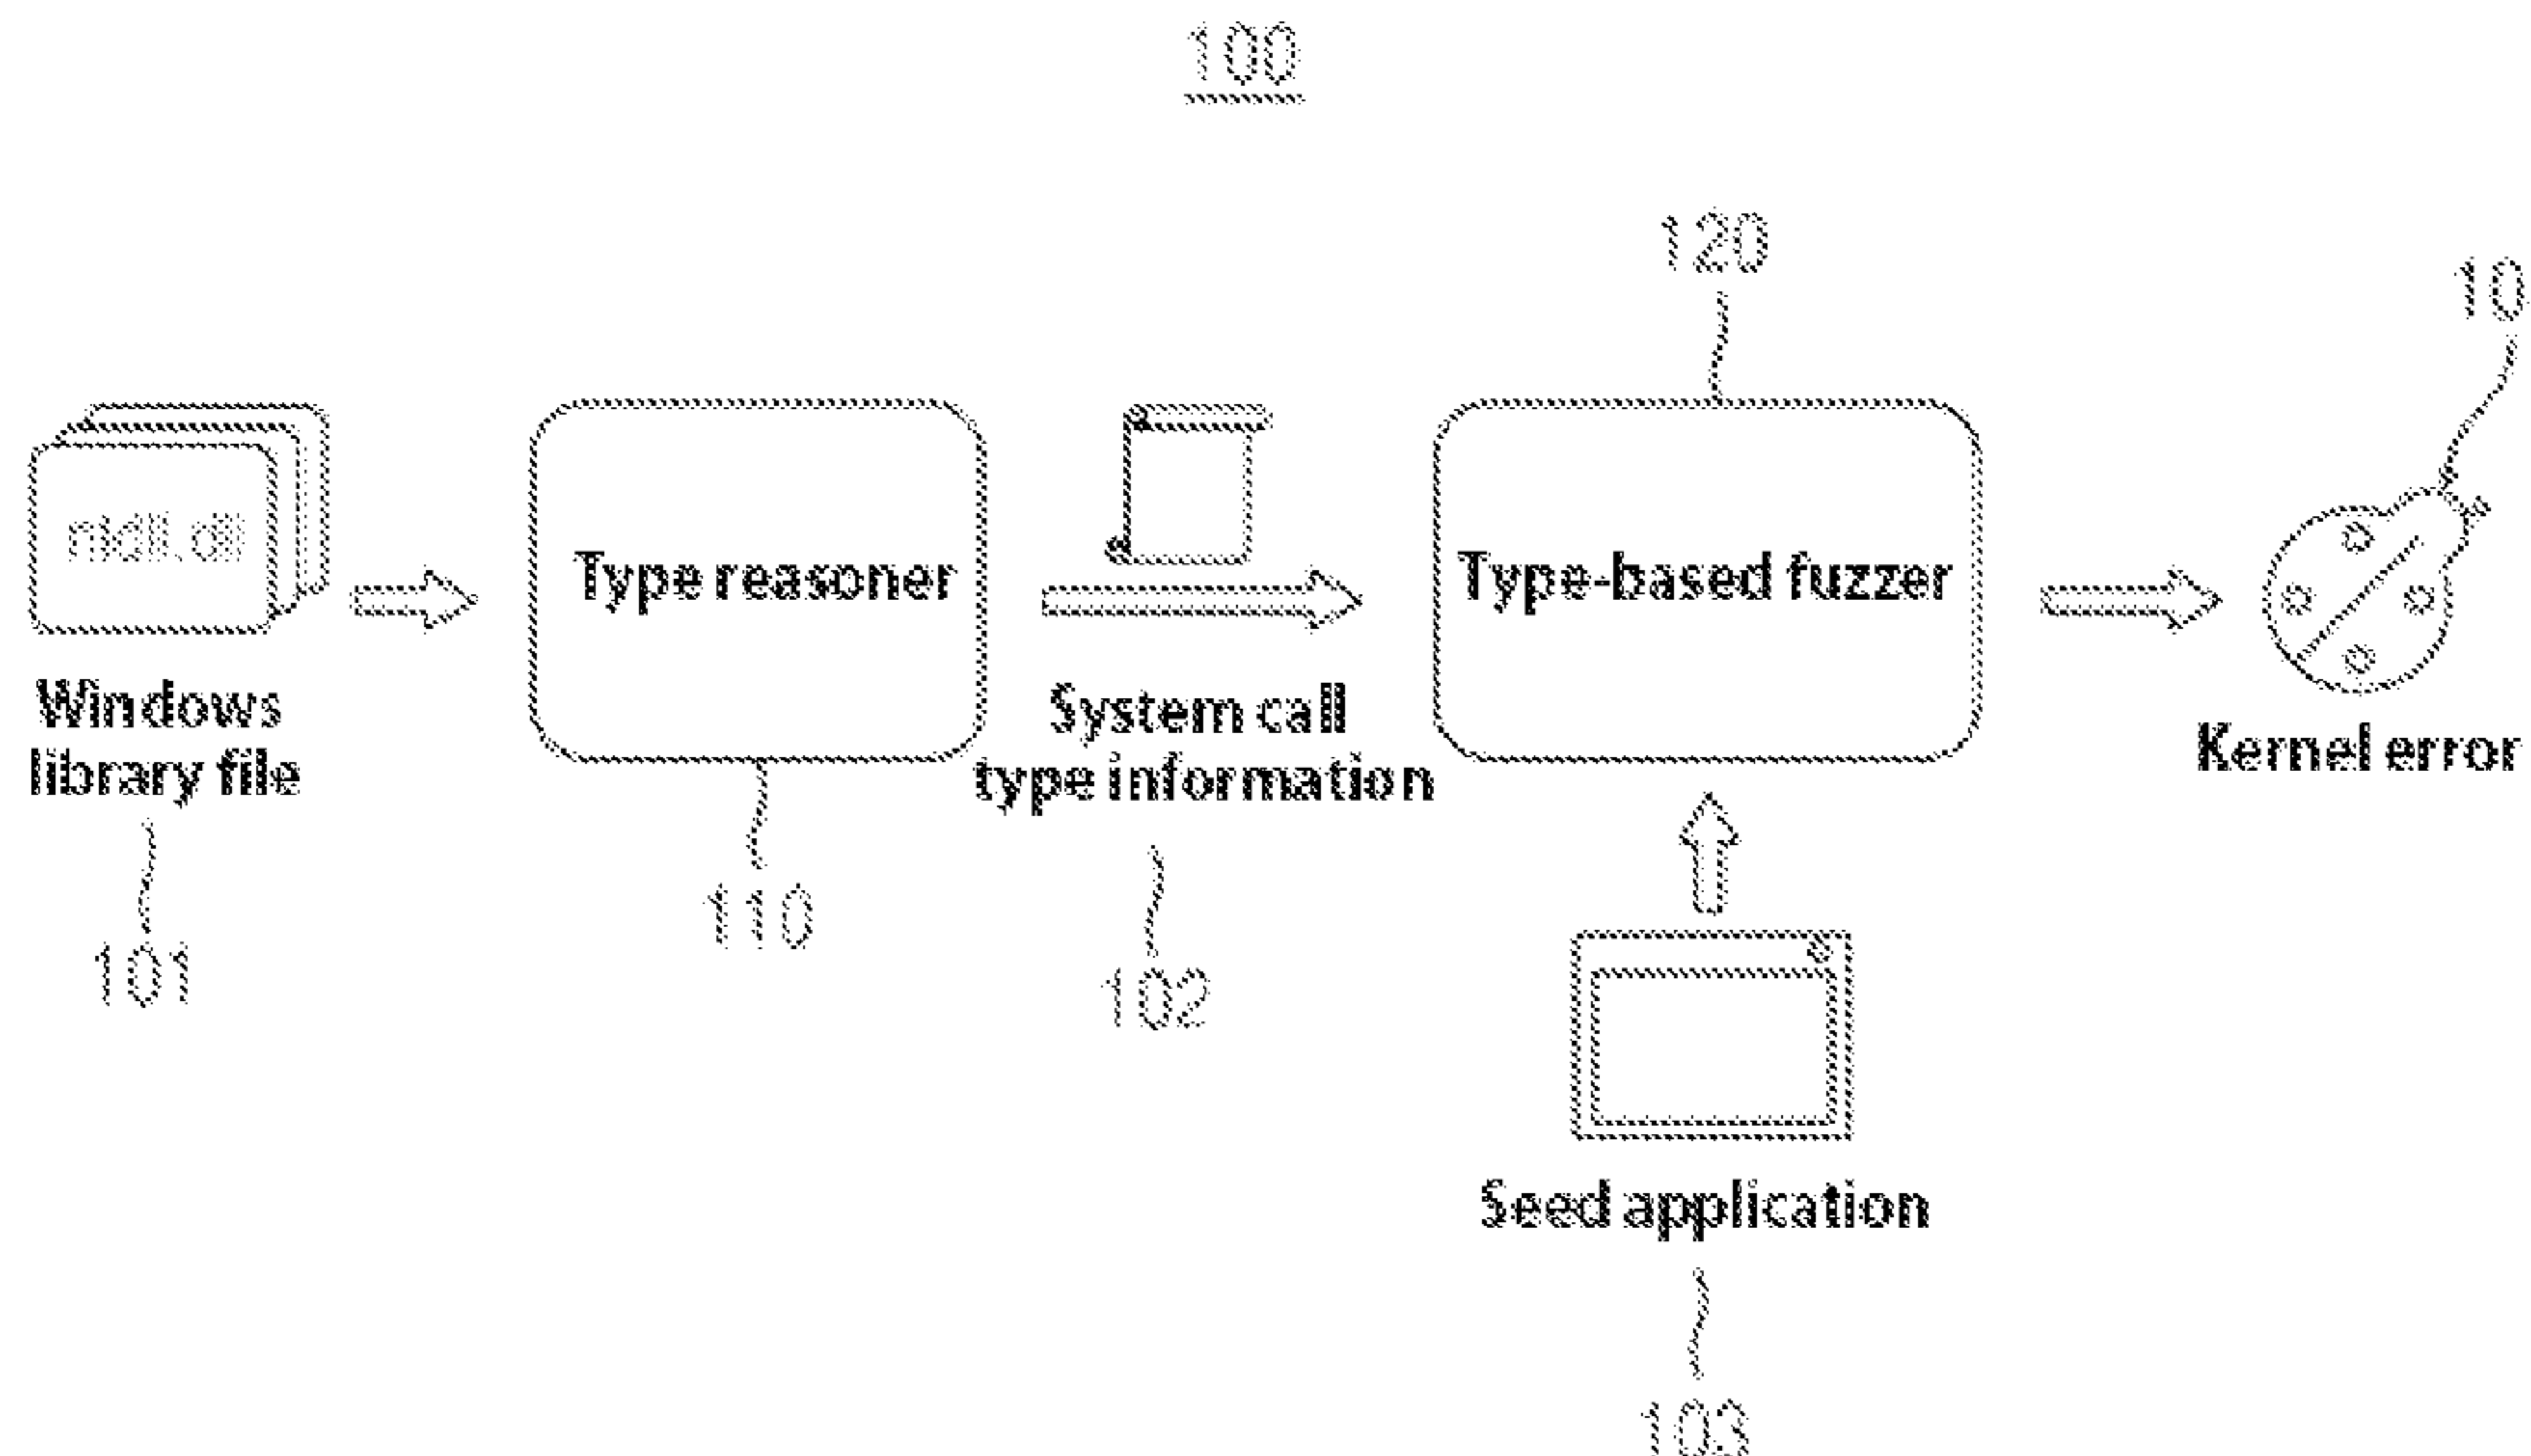 100
120
10
ntdll.dll
Type reasoner
Type-based fuzzer
Windows
library file
System call
type information
Kernel error
110
101
102
Seed application
103